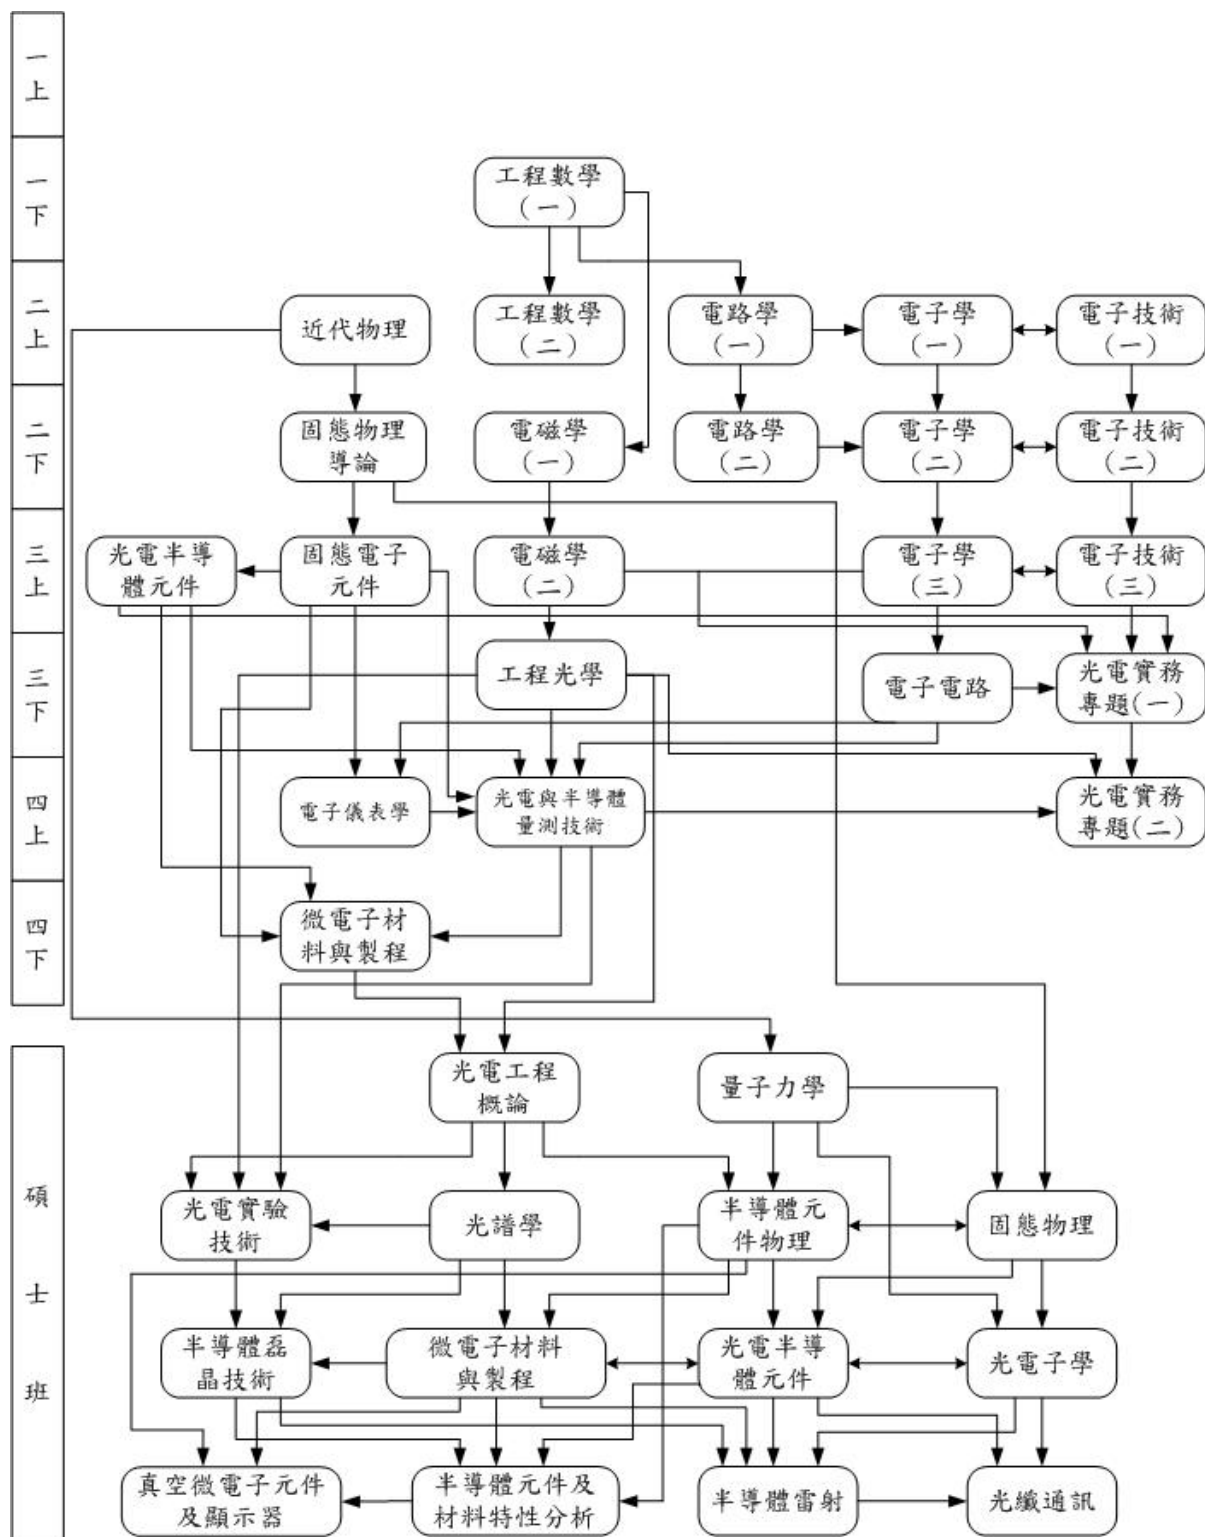 一
上
一
下
工程數學
(一)
二
上
近代物理
工程數學
(二)
電路學
(一)
電子學
(一)
電子技術
(一)
二
下
固態物理
導論
電磁學
(一)
電路學
(二)
電子學
(二)
電子技術
(二)
三
上
光電半導
體元件
固態電子
元件
電磁學
(二)
電子學
(三)
電子技術
(三)
三
下
工程光學
電子電路
光電實務
專題(一)
四
上
電子儀表學
光電與半導體
量測技術
光電實務
專題(二)
四
下
微電子材
料與製程
碩
士
班
光電工程
概論
量子力學
光電實驗
技術
光譜學
半導體元
件物理
固態物理
半導體磊
晶技術
微電子材料
與製程
光電半導
體元件
光電子學
真空微電子元件
及顯示器
半導體元件及
材料特性分析
半導體雷射
光纖通訊